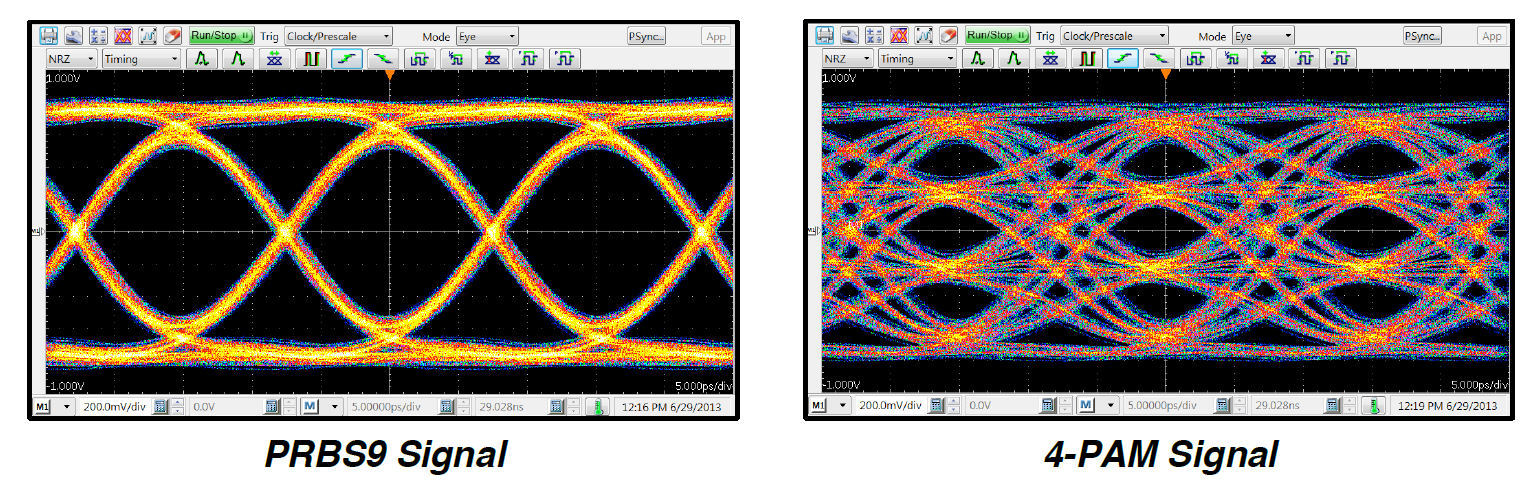 Run/Stop Trig Clock/Prescale Mode Eye PSync... App
NRZ Timing
1.000V
M1
-1.000V
5.000ps/div
M1 200.0mV/div 0.0V M 5.00000ps/div 29.028ns 12:16 PM 6/29/2013
PRBS9 Signal
Run/Stop Trig Clock/Prescale Mode Eye PSync... App
NRZ Timing
1.000V
M1
-1.000V
5.000ps/div
M1 200.0mV/div 0.0V M 5.00000ps/div 29.028ns 12:19 PM 6/29/2013
4-PAM Signal